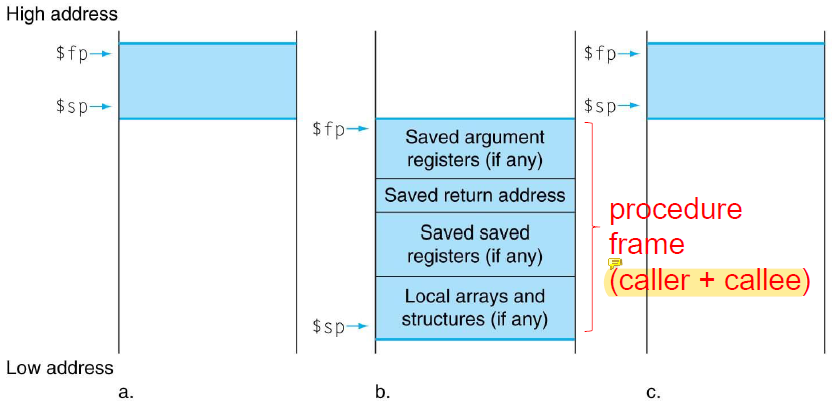 High address
$fp
$sp
$fp
Saved argument
registers (if any)
Saved return address
Saved saved
registers (if any)
Local arrays and
structures (if any)
$sp
procedure
frame
(caller + callee)
$fp
$sp
Low address
a.
b.
c.